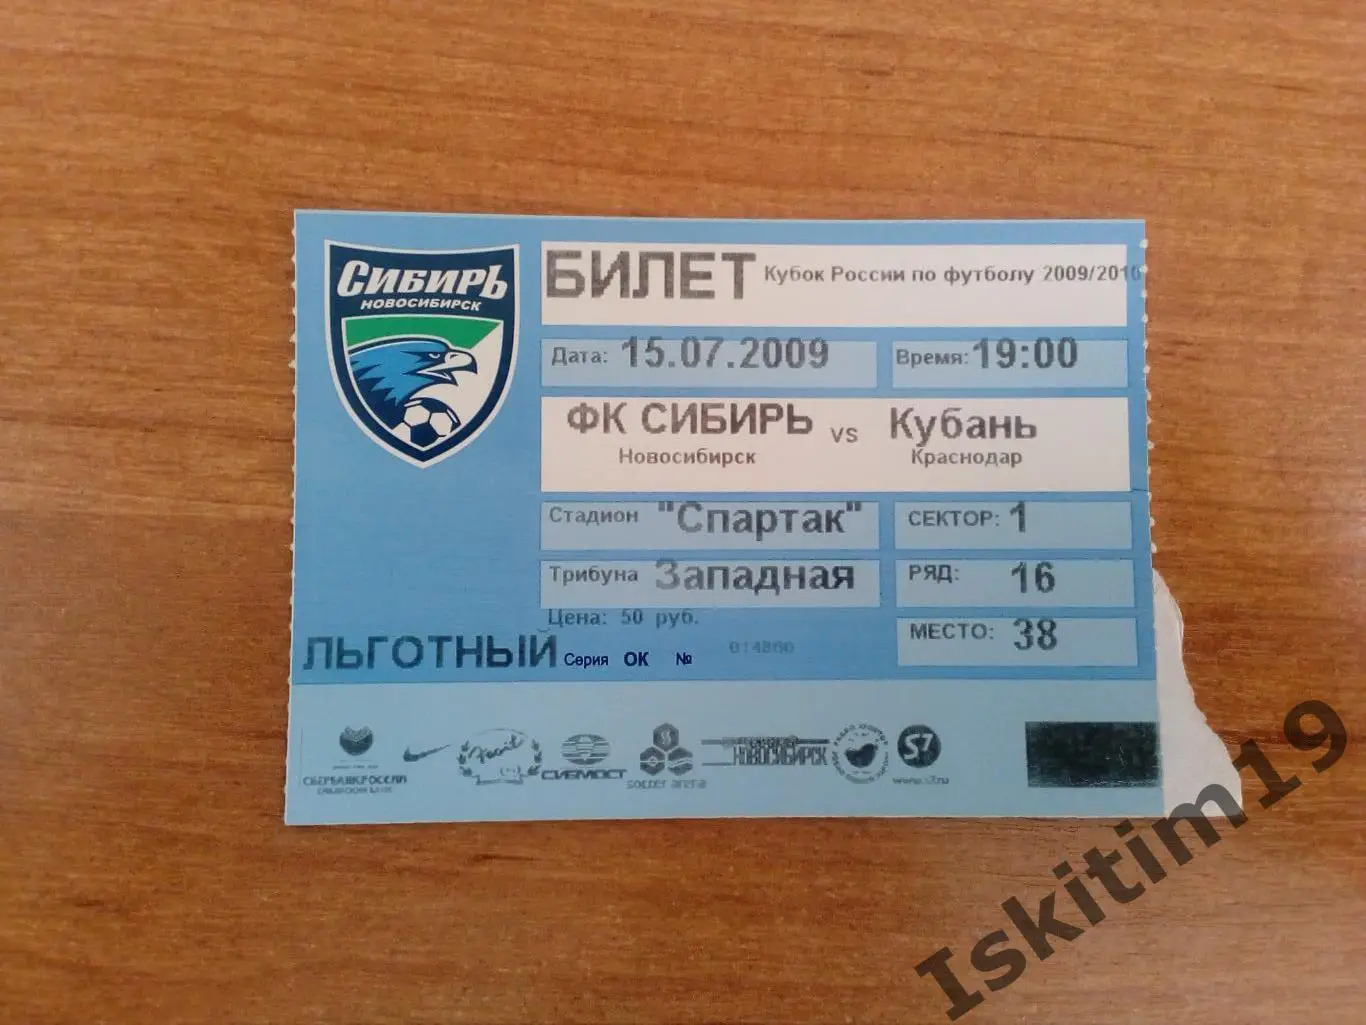 СИБИРЬ
НОВОСИБИРСК
БИЛЕТ Кубок России по футболу 2009/2010
Дата: 15.07.2009 Время: 19:00
ФК СИБИРЬ vs Кубань
Новосибирск Краснодар
Стадион "Спартак" СЕКТОР: 1
Трибуна Западная РЯД: 16
Цена: 50 руб. МЕСТО: 38
ЛЬГОТНЫЙ Серия ОК № 014860
СБЕРБАНК РОССИИ
СИБМОСТ
soccer arena
НОВОСИБИРСК
S7
www.s7.ru
Iskitim19